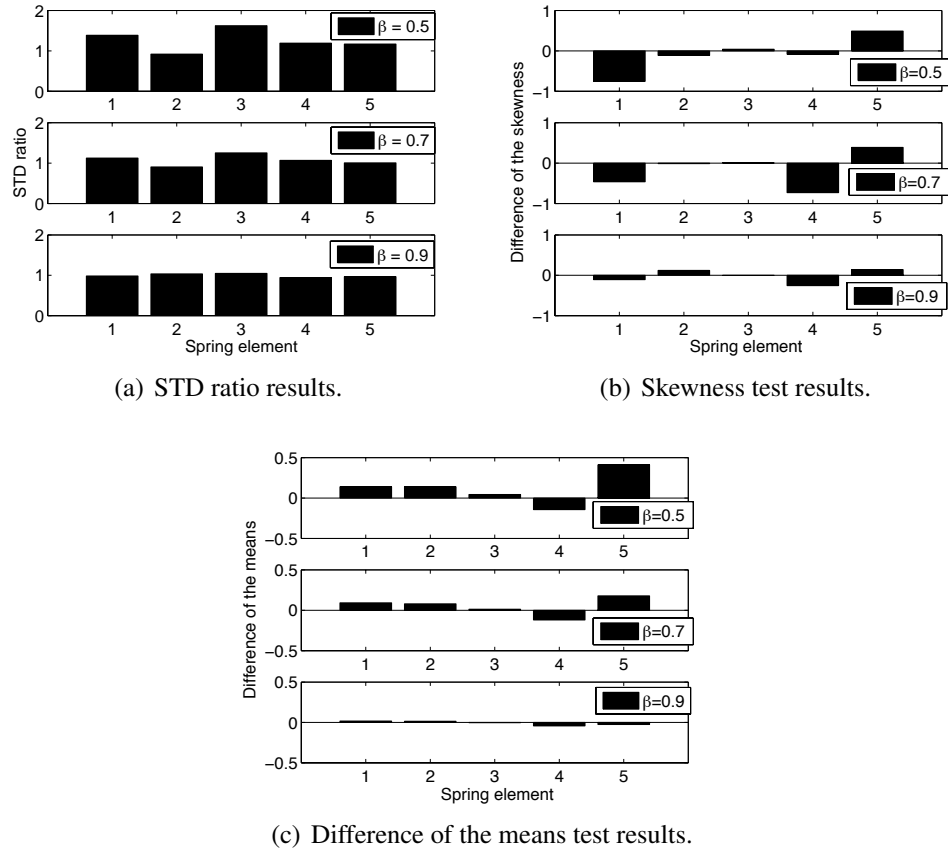 2
1
0
1 2 3 4 5
β = 0.5
STD ratio
2
1
0
1 2 3 4 5
β = 0.7
2
1
0
1 2 3 4 5
β = 0.9
Spring element
(a) STD ratio results.
Difference of the skewness
1
0
−1
1 2 3 4 5
β=0.5
1
0
−1
1 2 3 4 5
β=0.7
1
0
−1
1 2 3 4 5
β=0.9
Spring element
(b) Skewness test results.
Difference of the means
0.5
0
−0.5
1 2 3 4 5
β=0.5
0.5
0
−0.5
1 2 3 4 5
β=0.7
0.5
0
−0.5
1 2 3 4 5
β=0.9
Spring element
(c) Difference of the means test results.